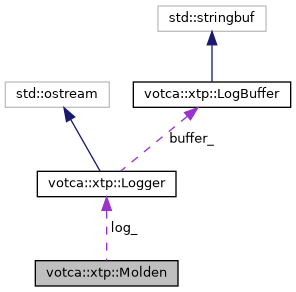 std::stringbuf
std::ostream
votca::xtp::LogBuffer
buffer_
votca::xtp::Logger
log_
votca::xtp::Molden